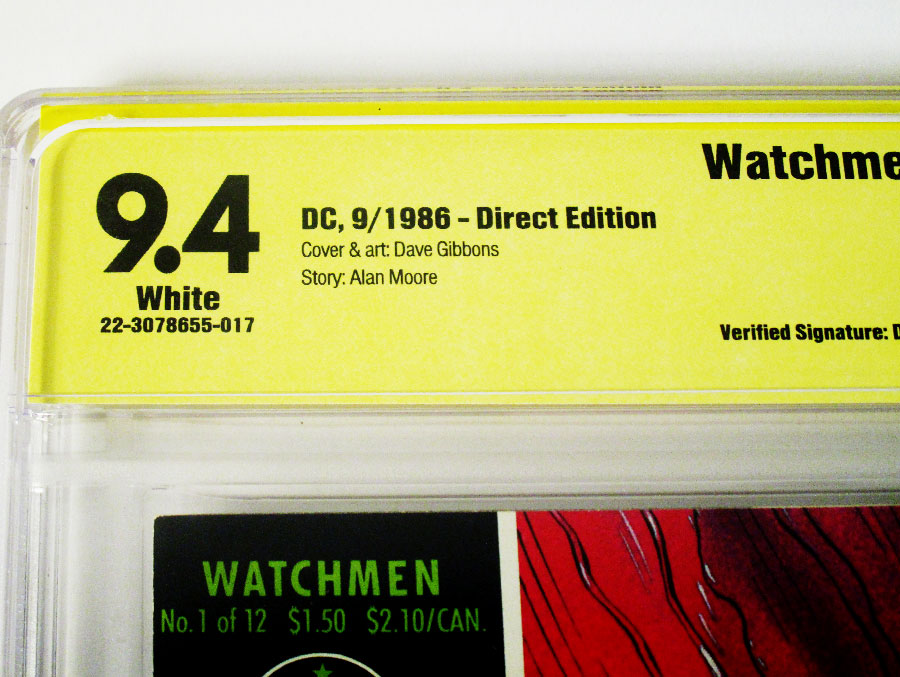 Watchme
9.4
DC, 9/1986 - Direct Edition
Cover & art: Dave Gibbons
Story: Alan Moore
White
22-3078655-017
Verified Signature: D
WATCHMEN
No. 1 of 12 $1.50 $2.10/CAN.